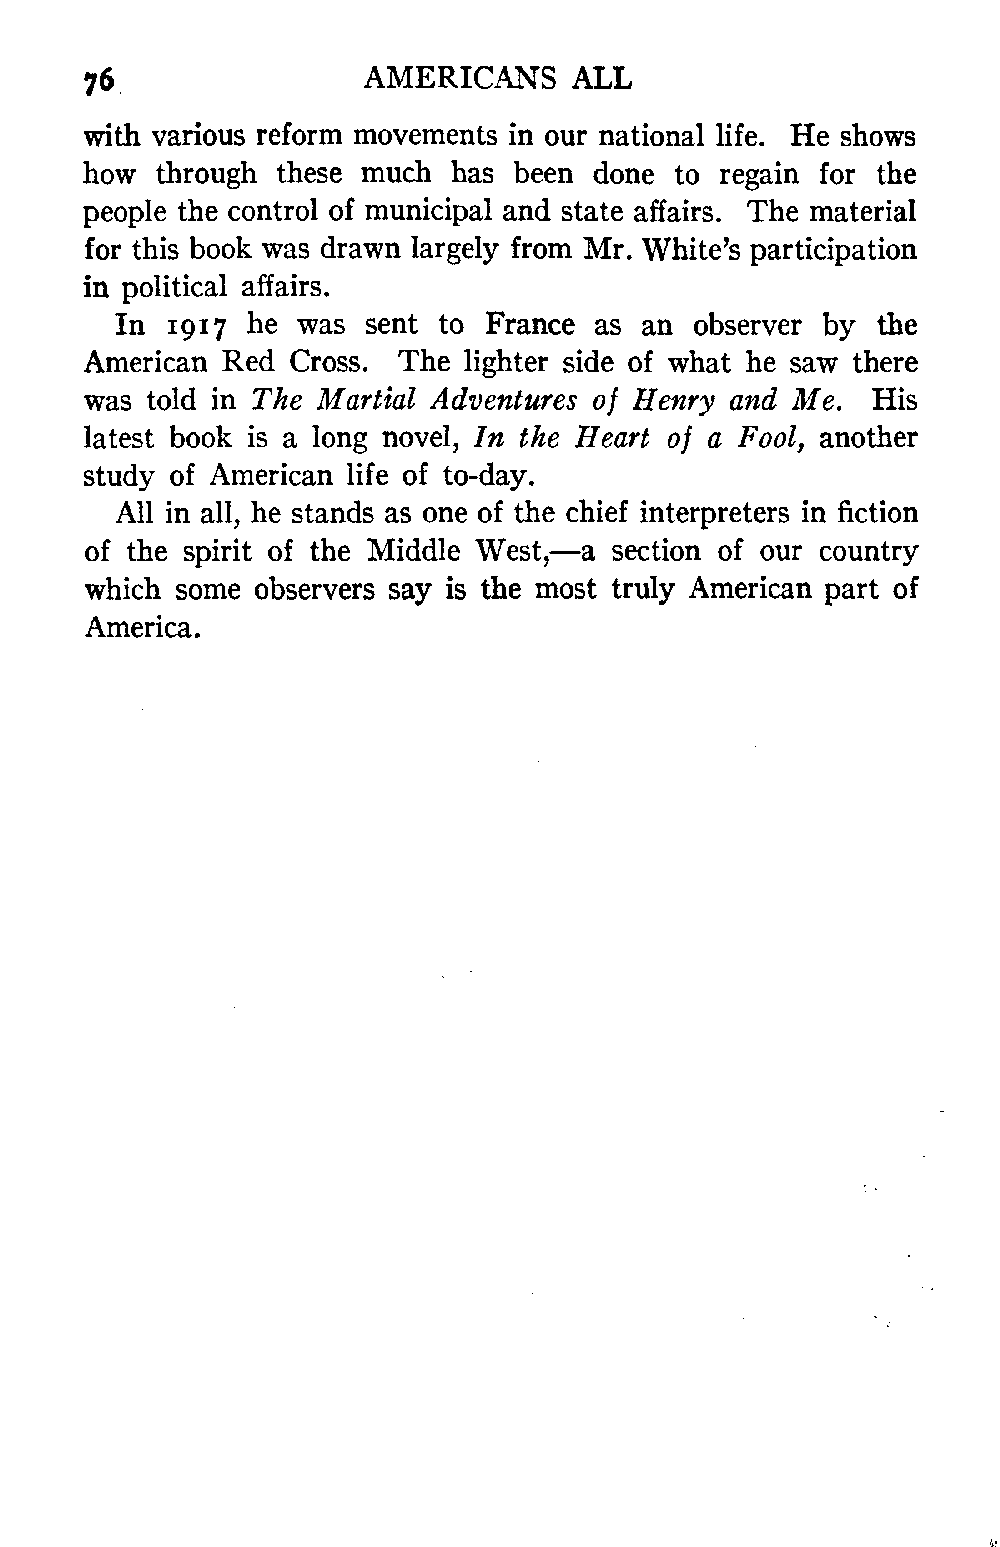 76 AMERICANS ALL
with various reform movements in our national life. He shows
how through these much has been done to regain for the
people the control of municipal and state affairs. The material
for this book was drawn largely from Mr. White's participation
in political affairs.
In 1917 he was sent to France as an observer by the
American Red Cross. The lighter side of what he saw there
was told in The Martial Adventures of Henry and Me. His
latest book is a long novel, In the Heart of a Fool, another
study of American life of to-day.
All in all, he stands as one of the chief interpreters in fiction
of the spirit of the Middle West,—a section of our country
which some observers say is the most truly American part of
America.